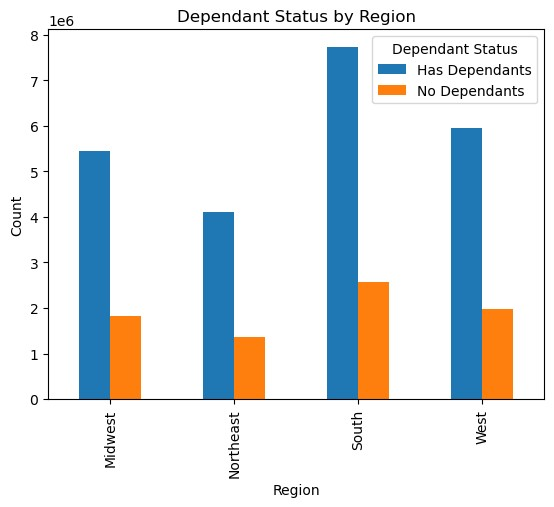 Dependant Status by Region
1e6
Dependant Status
Has Dependants
No Dependants
8
7
6
5
4
3
2
1
0
Count
Midwest
Northeast
South
West
Region